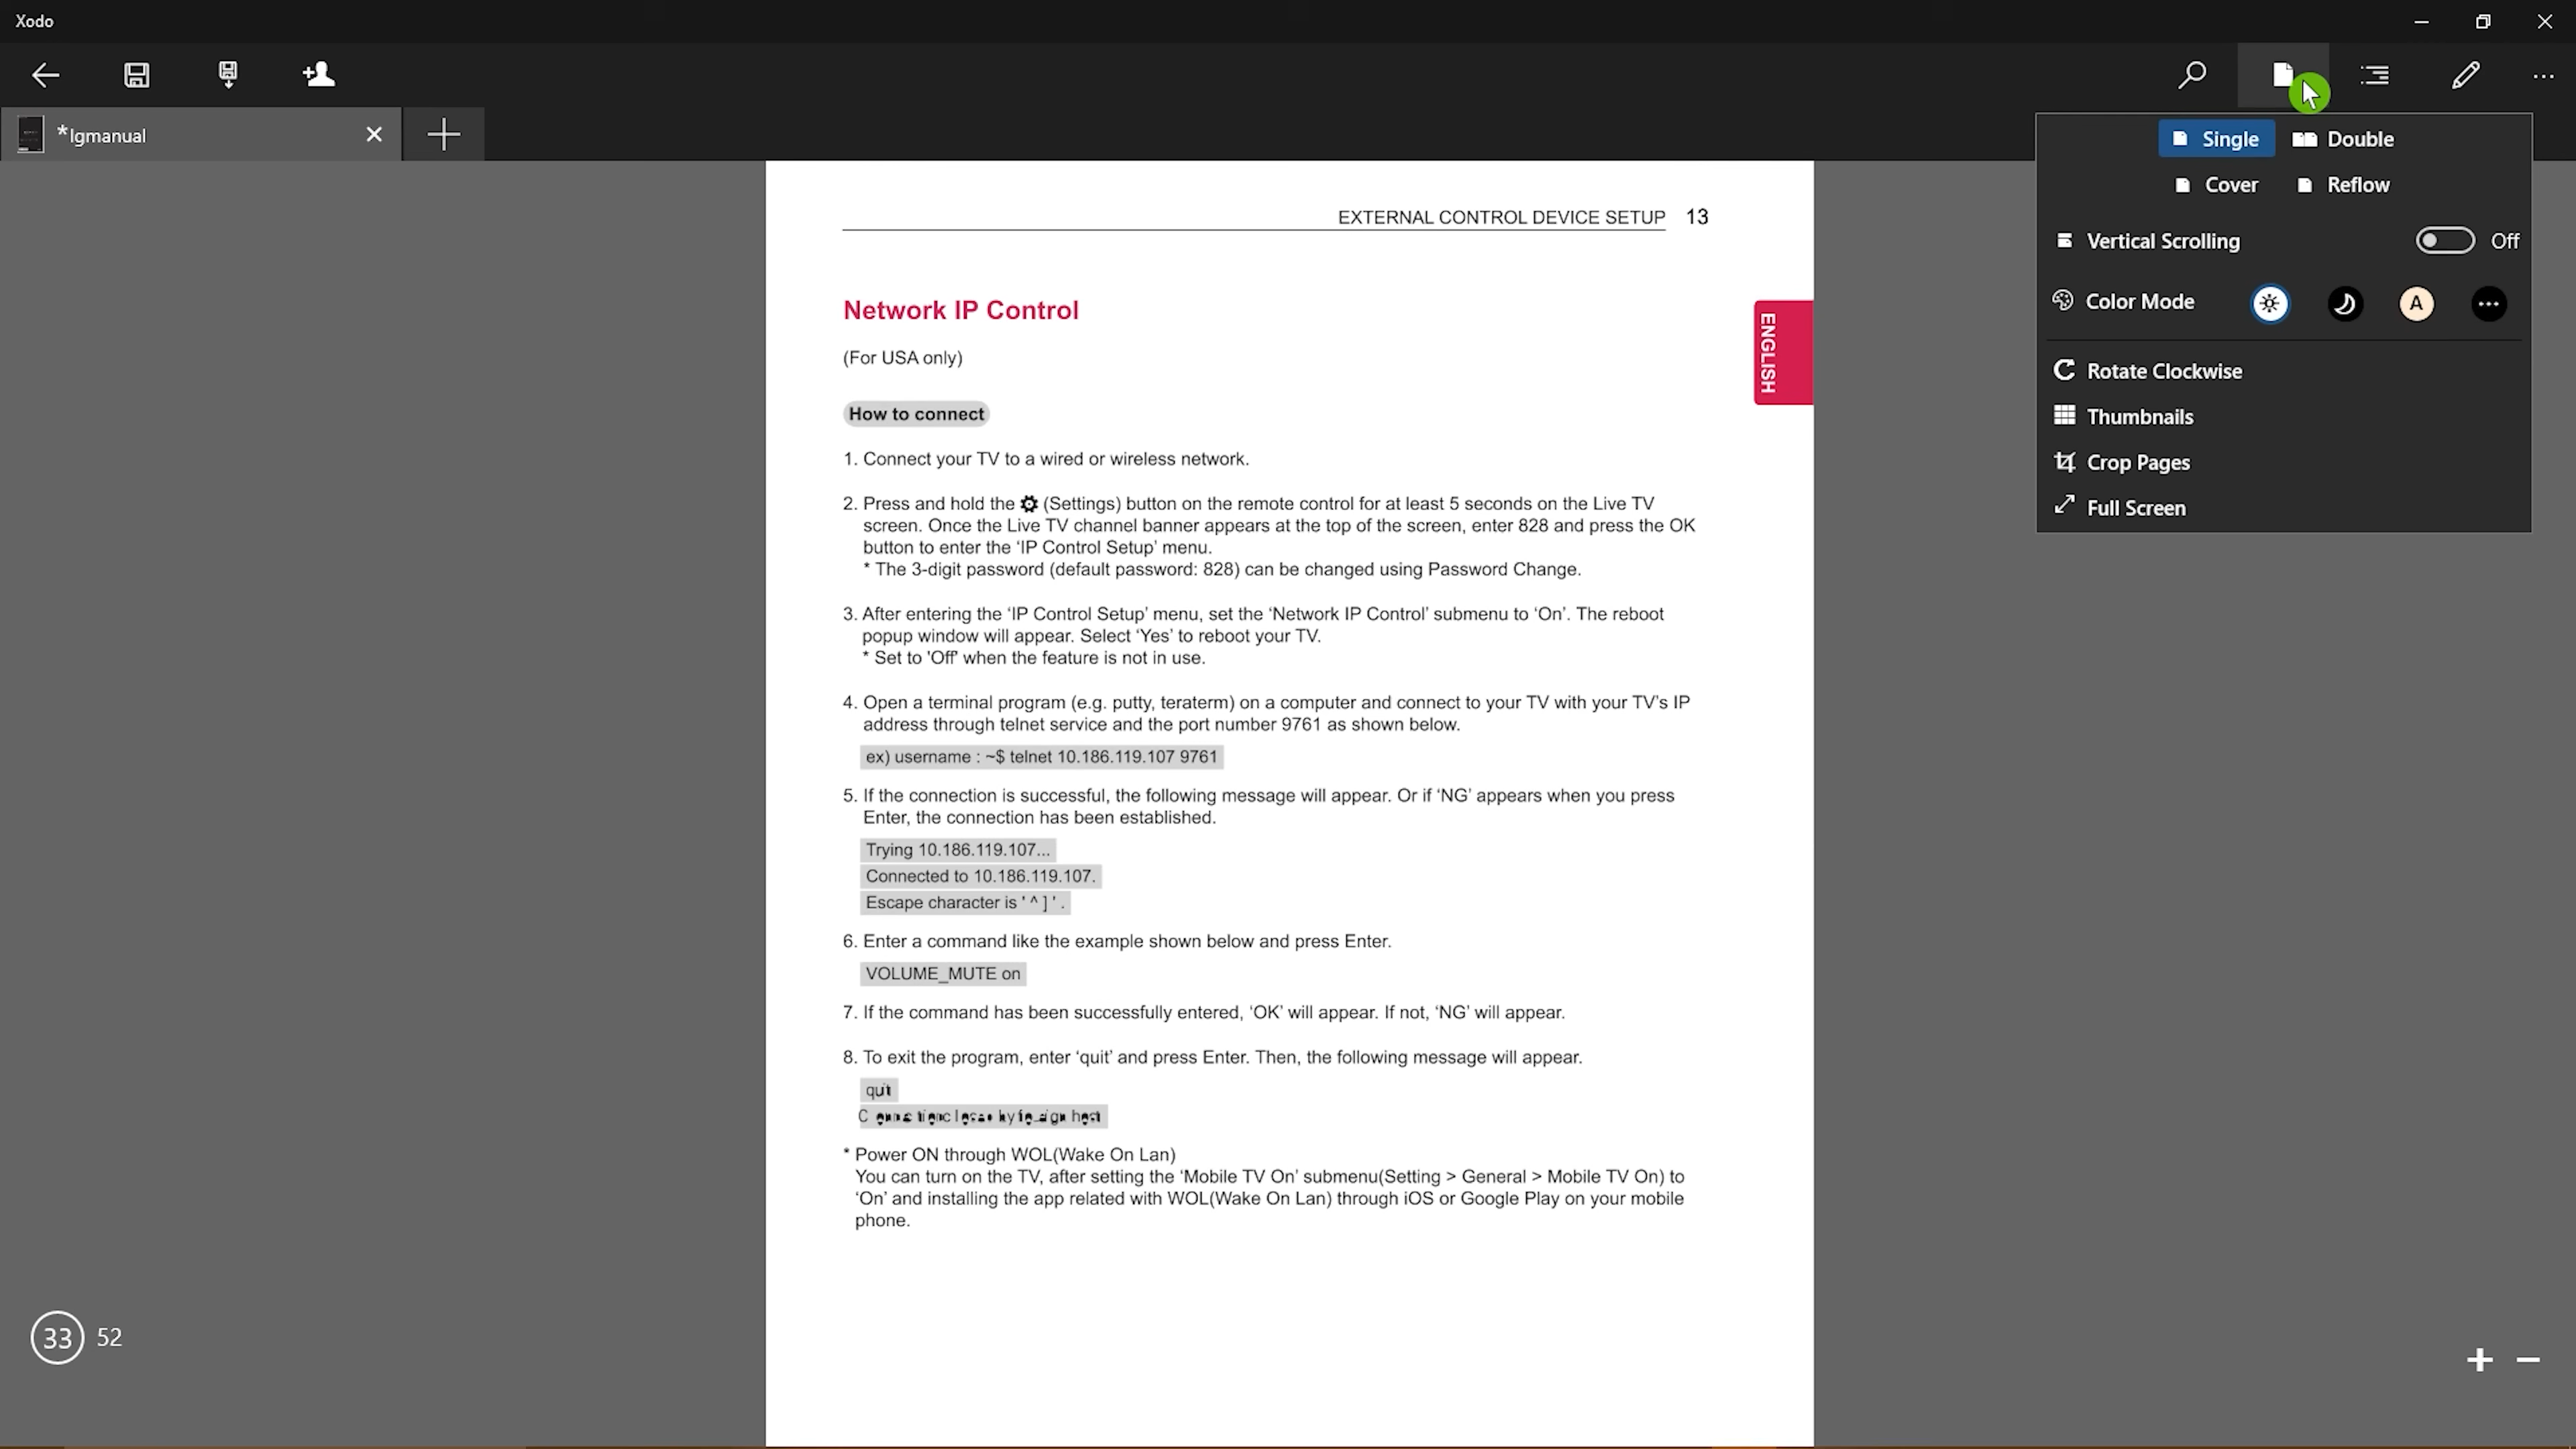 Xodo
*lgmanual
Single
Double
Cover
Reflow
Vertical Scrolling
Off
Color Mode
A
Rotate Clockwise
Thumbnails
Crop Pages
Full Screen
EXTERNAL CONTROL DEVICE SETUP 13
ENGLISH
Network IP Control
(For USA only)
How to connect
1. Connect your TV to a wired or wireless network.
2. Press and hold the (Settings) button on the remote control for at least 5 seconds on the Live TV
screen. Once the Live TV channel banner appears at the top of the screen, enter 828 and press the OK
button to enter the ‘IP Control Setup’ menu.
* The 3-digit password (default password: 828) can be changed using Password Change.
3. After entering the ‘IP Control Setup’ menu, set the ‘Network IP Control’ submenu to ‘On’. The reboot
popup window will appear. Select ‘Yes’ to reboot your TV.
* Set to 'Off' when the feature is not in use.
4. Open a terminal program (e.g. putty, teraterm) on a computer and connect to your TV with your TV's IP
address through telnet service and the port number 9761 as shown below.
ex) username : ~$ telnet 10.186.119.107 9761
5. If the connection is successful, the following message will appear. Or if ‘NG’ appears when you press
Enter, the connection has been established.
Trying 10.186.119.107...
Connected to 10.186.119.107.
Escape character is ' ^ ] ' .
6. Enter a command like the example shown below and press Enter.
VOLUME_MUTE on
7. If the command has been successfully entered, ‘OK’ will appear. If not, ‘NG’ will appear.
8. To exit the program, enter ‘quit’ and press Enter. Then, the following message will appear.
quit
* Power ON through WOL(Wake On Lan)
You can turn on the TV, after setting the ‘Mobile TV On’ submenu(Setting > General > Mobile TV On) to
‘On’ and installing the app related with WOL(Wake On Lan) through iOS or Google Play on your mobile
phone.
33 52